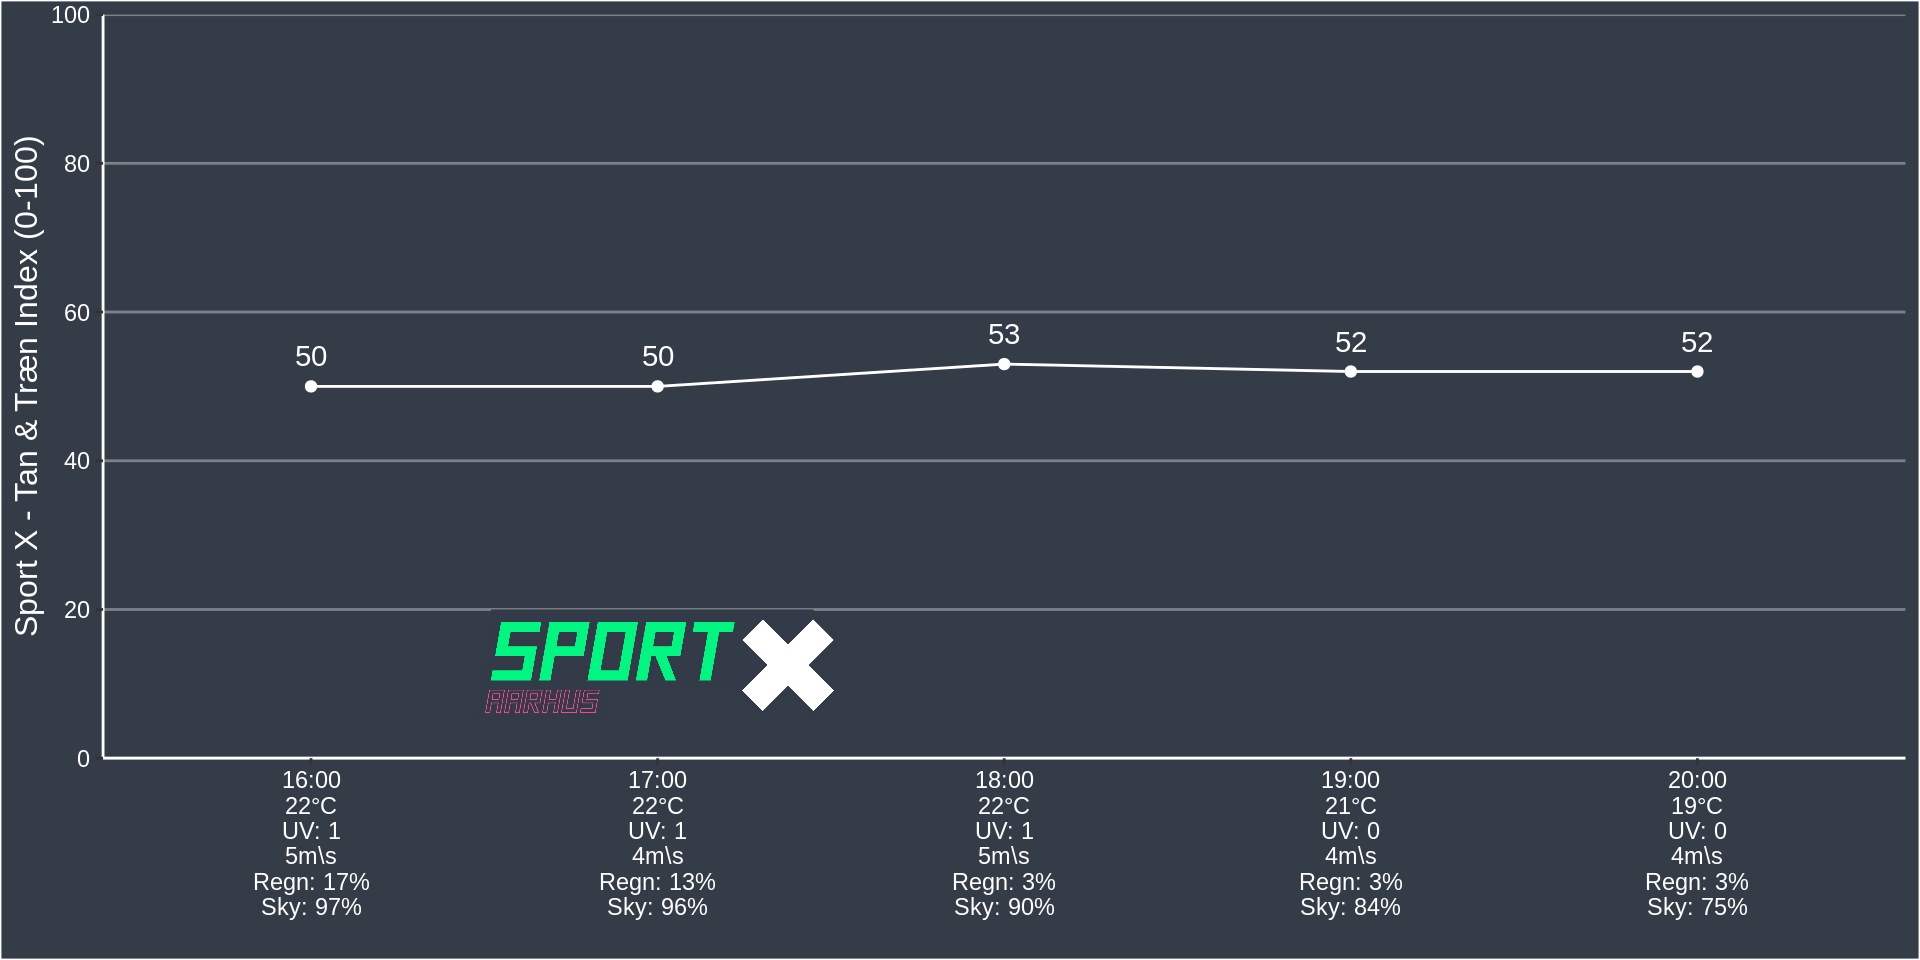 Sport X - Tan & Træn Index (0-100)
100
80
60
40
20
0
50
50
53
52
52
SPORT X
AARHUS
16:00
22°C
UV: 1
5m\s
Regn: 17%
Sky: 97%
17:00
22°C
UV: 1
4m\s
Regn: 13%
Sky: 96%
18:00
22°C
UV: 1
5m\s
Regn: 3%
Sky: 90%
19:00
21°C
UV: 0
4m\s
Regn: 3%
Sky: 84%
20:00
19°C
UV: 0
4m\s
Regn: 3%
Sky: 75%